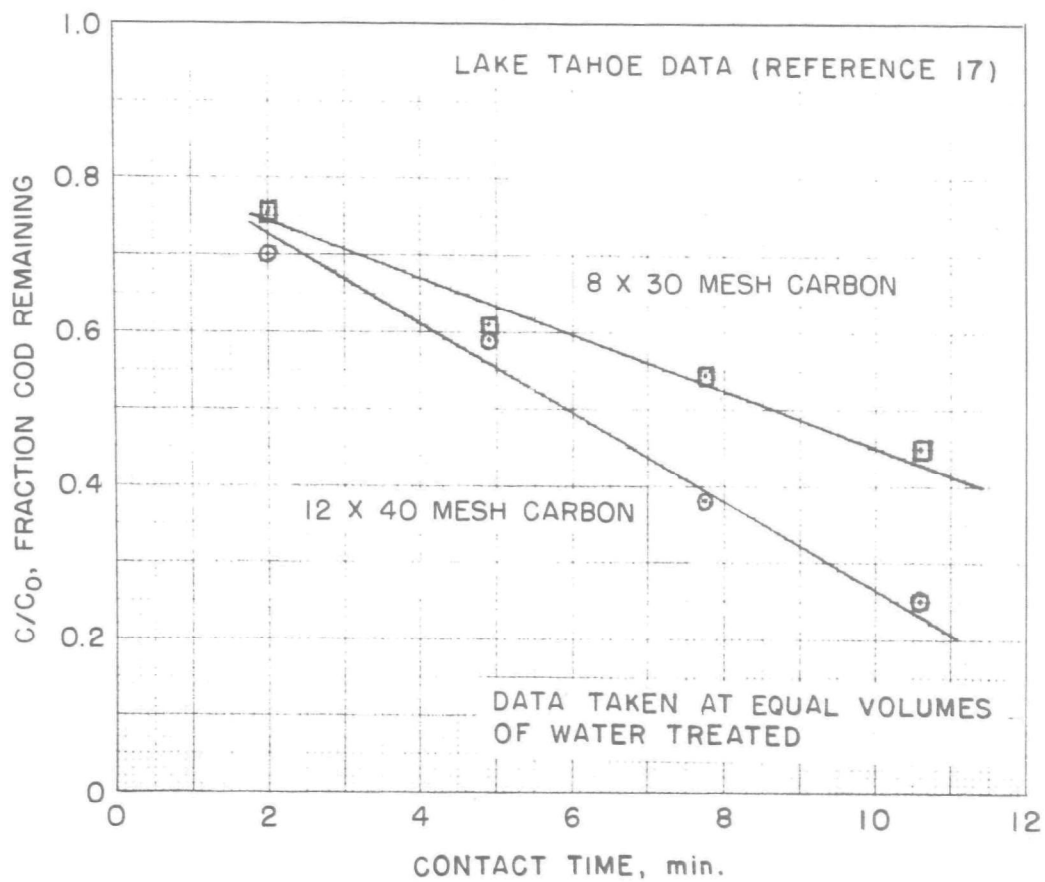 1.0
LAKE TAHOE DATA (REFERENCE 17)
0.8
8 X 30 MESH CARBON
0.6
0.4
12 X 40 MESH CARBON
0.2
DATA TAKEN AT EQUAL VOLUMES
OF WATER TREATED
0
0 2 4 6 8 10 12
CONTACT TIME, min.
C/C₀, FRACTION COD REMAINING